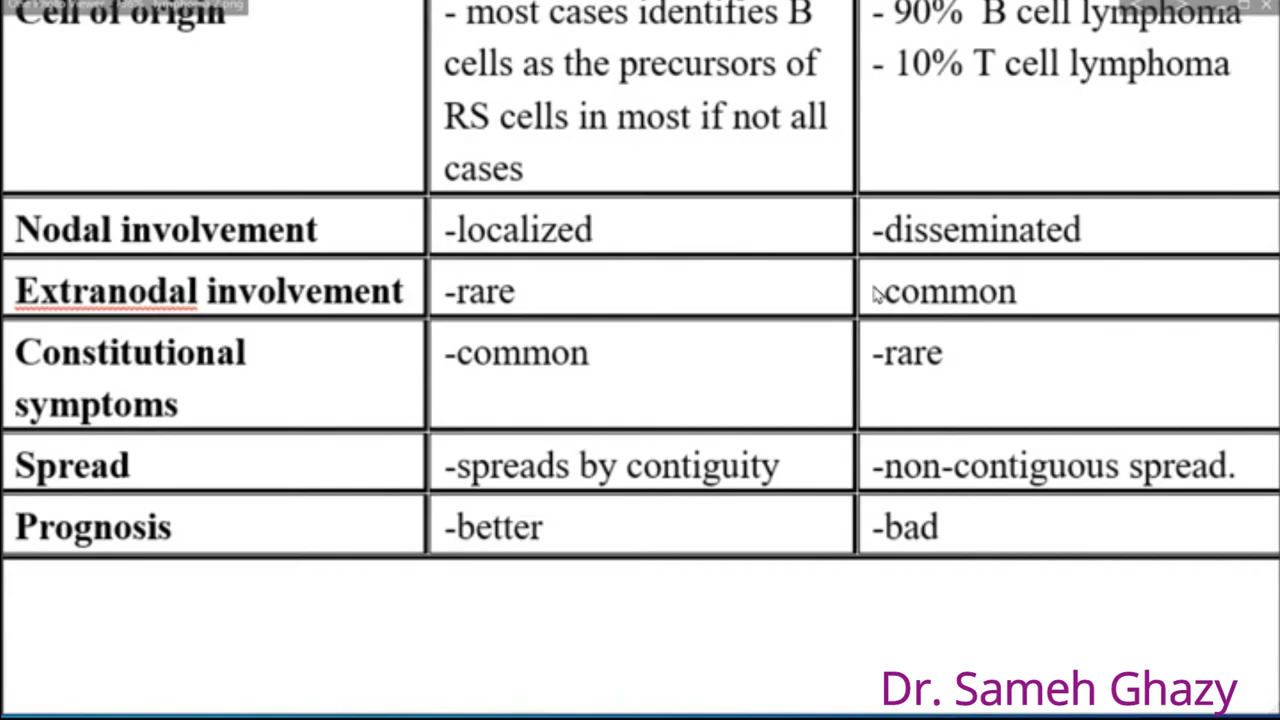 Cell of origin
- most cases identifies B
cells as the precursors of
RS cells in most if not all
cases
- 90% B cell lymphoma
- 10% T cell lymphoma
Nodal involvement
-localized
-disseminated
Extranodal involvement
-rare
-common
Constitutional
symptoms
-common
-rare
Spread
-spreads by contiguity
-non-contiguous spread.
Prognosis
-better
-bad
Dr. Sameh Ghazy